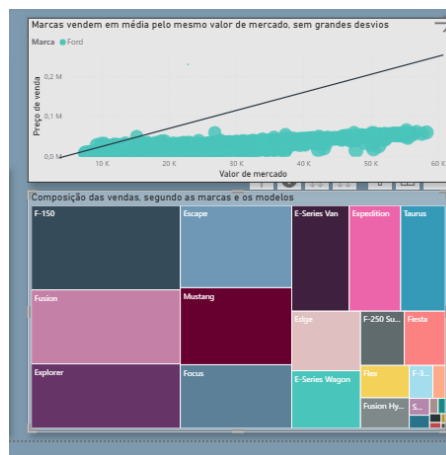 Marcas vendem em média pelo mesmo valor de mercado, sem grandes desvios
Marca Ford
Preço de venda
0,2 M
0,1 M
0,0 M
10 K 20 K 30 K 40 K 50 K 60 K
Valor de mercado
Composição das vendas, segundo as marcas e os modelos
F-150
Escape
E-Series Van
Expedition
Taurus
Fusion
Mustang
Edge
F-250 Su...
Fiesta
Explorer
Focus
E-Series Wagon
Flex
F-3...
Fusion Hy...
S...